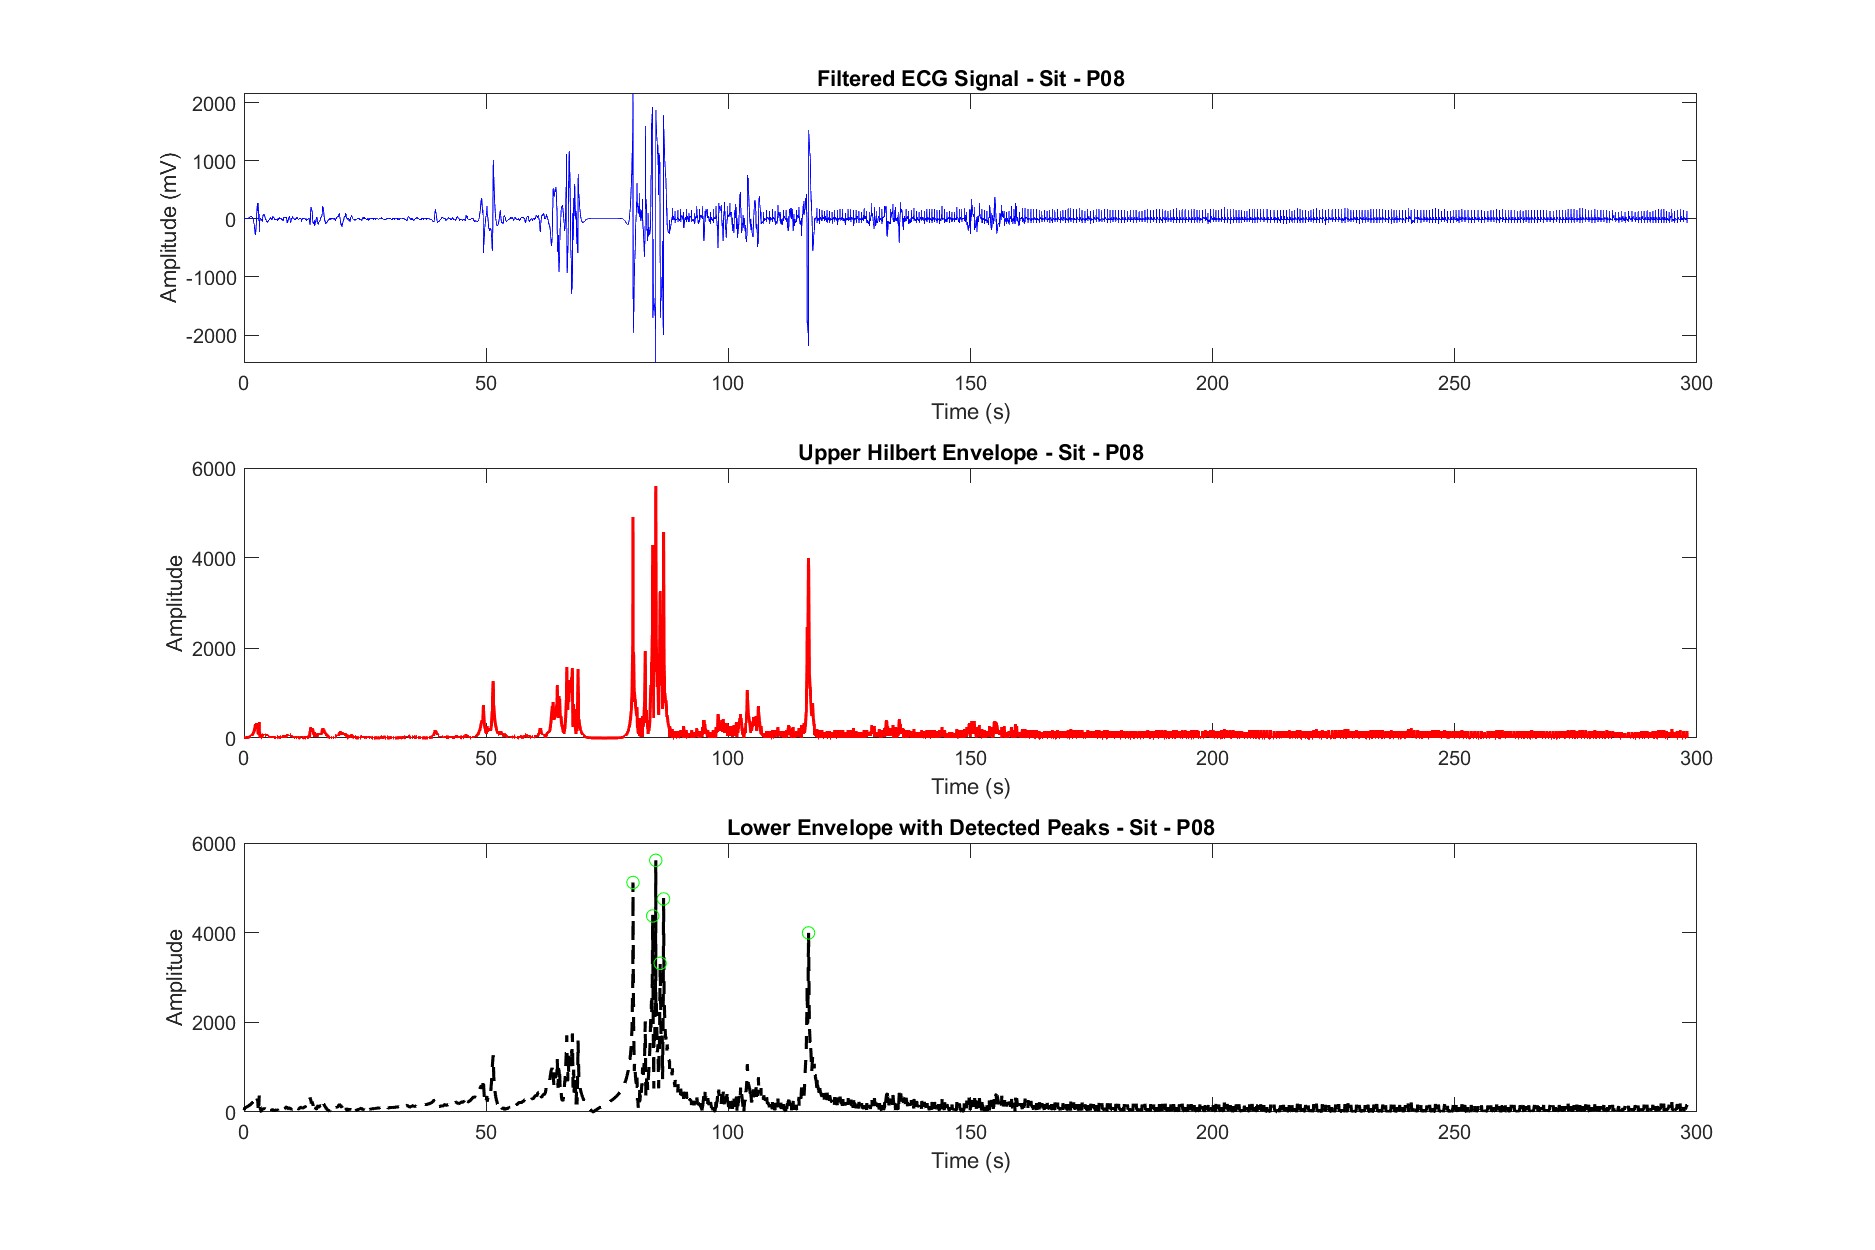 Filtered ECG Signal - Sit - P08
Amplitude (mV)
2000
1000
0
-1000
-2000
0 50 100 150 200 250 300
Time (s)
Upper Hilbert Envelope - Sit - P08
Amplitude
6000
4000
2000
0
0 50 100 150 200 250 300
Time (s)
Lower Envelope with Detected Peaks - Sit - P08
Amplitude
6000
4000
2000
0
0 50 100 150 200 250 300
Time (s)